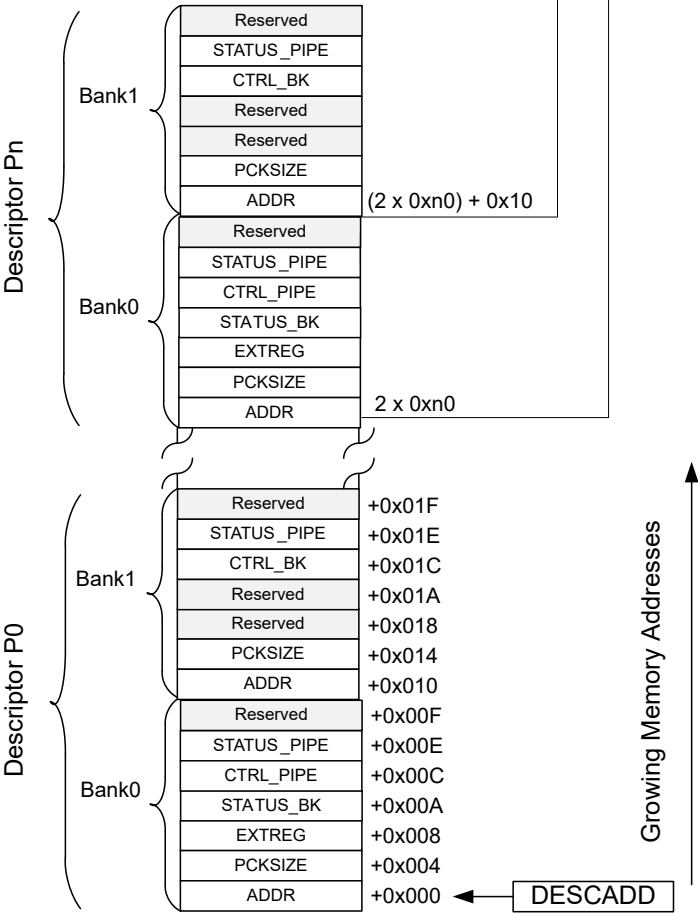 Reserved
STATUS_PIPE
CTRL_BK
Bank1
Reserved
Reserved
PCKSIZE
ADDR (2 x 0xn0) + 0x10
Descriptor Pn
Reserved
STATUS_PIPE
CTRL_PIPE
Bank0
STATUS_BK
EXTREG
PCKSIZE
ADDR 2 x 0xn0
Reserved +0x01F
STATUS_PIPE +0x01E
CTRL_BK +0x01C
Bank1
Reserved +0x01A
Reserved +0x018
PCKSIZE +0x014
ADDR +0x010
Descriptor P0
Reserved +0x00F
STATUS_PIPE +0x00E
CTRL_PIPE +0x00C
Bank0
STATUS_BK +0x00A
EXTREG +0x008
PCKSIZE +0x004
ADDR +0x000
DESCADD
Growing Memory Addresses